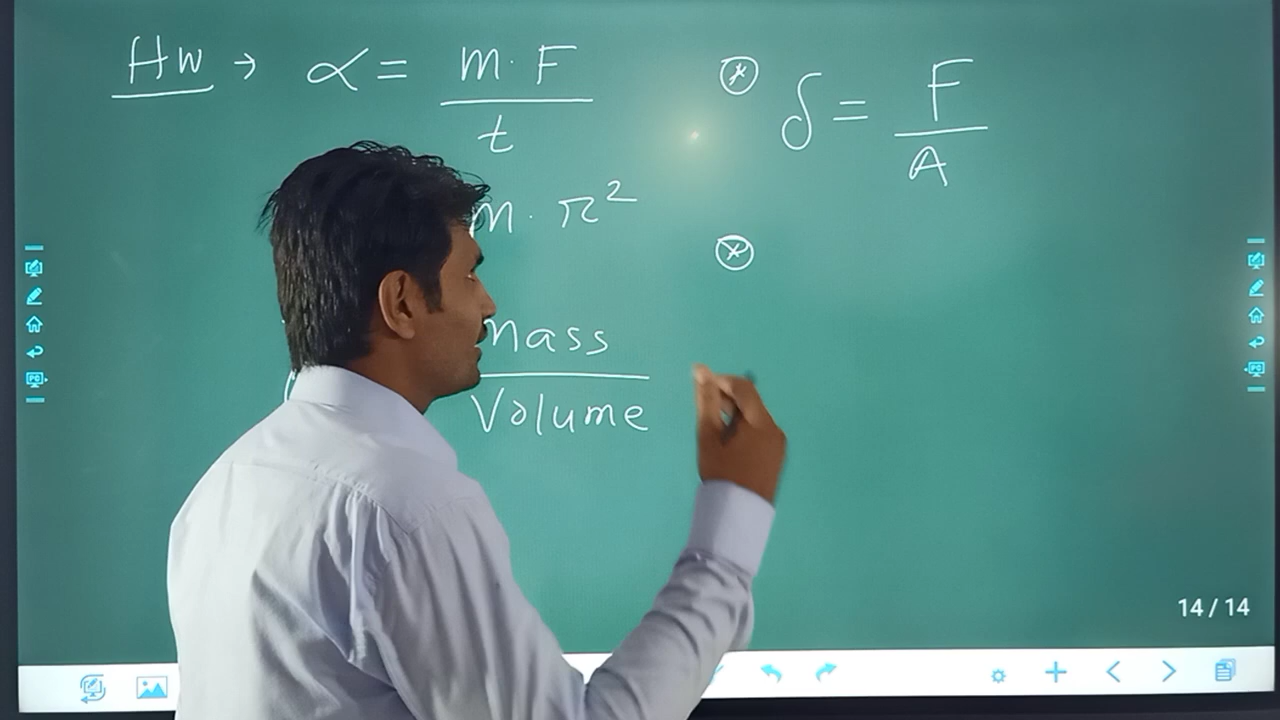 HW → α = m·F / t
m · r²
mass / Volume
⊛ δ = F / A
⊛
14 / 14